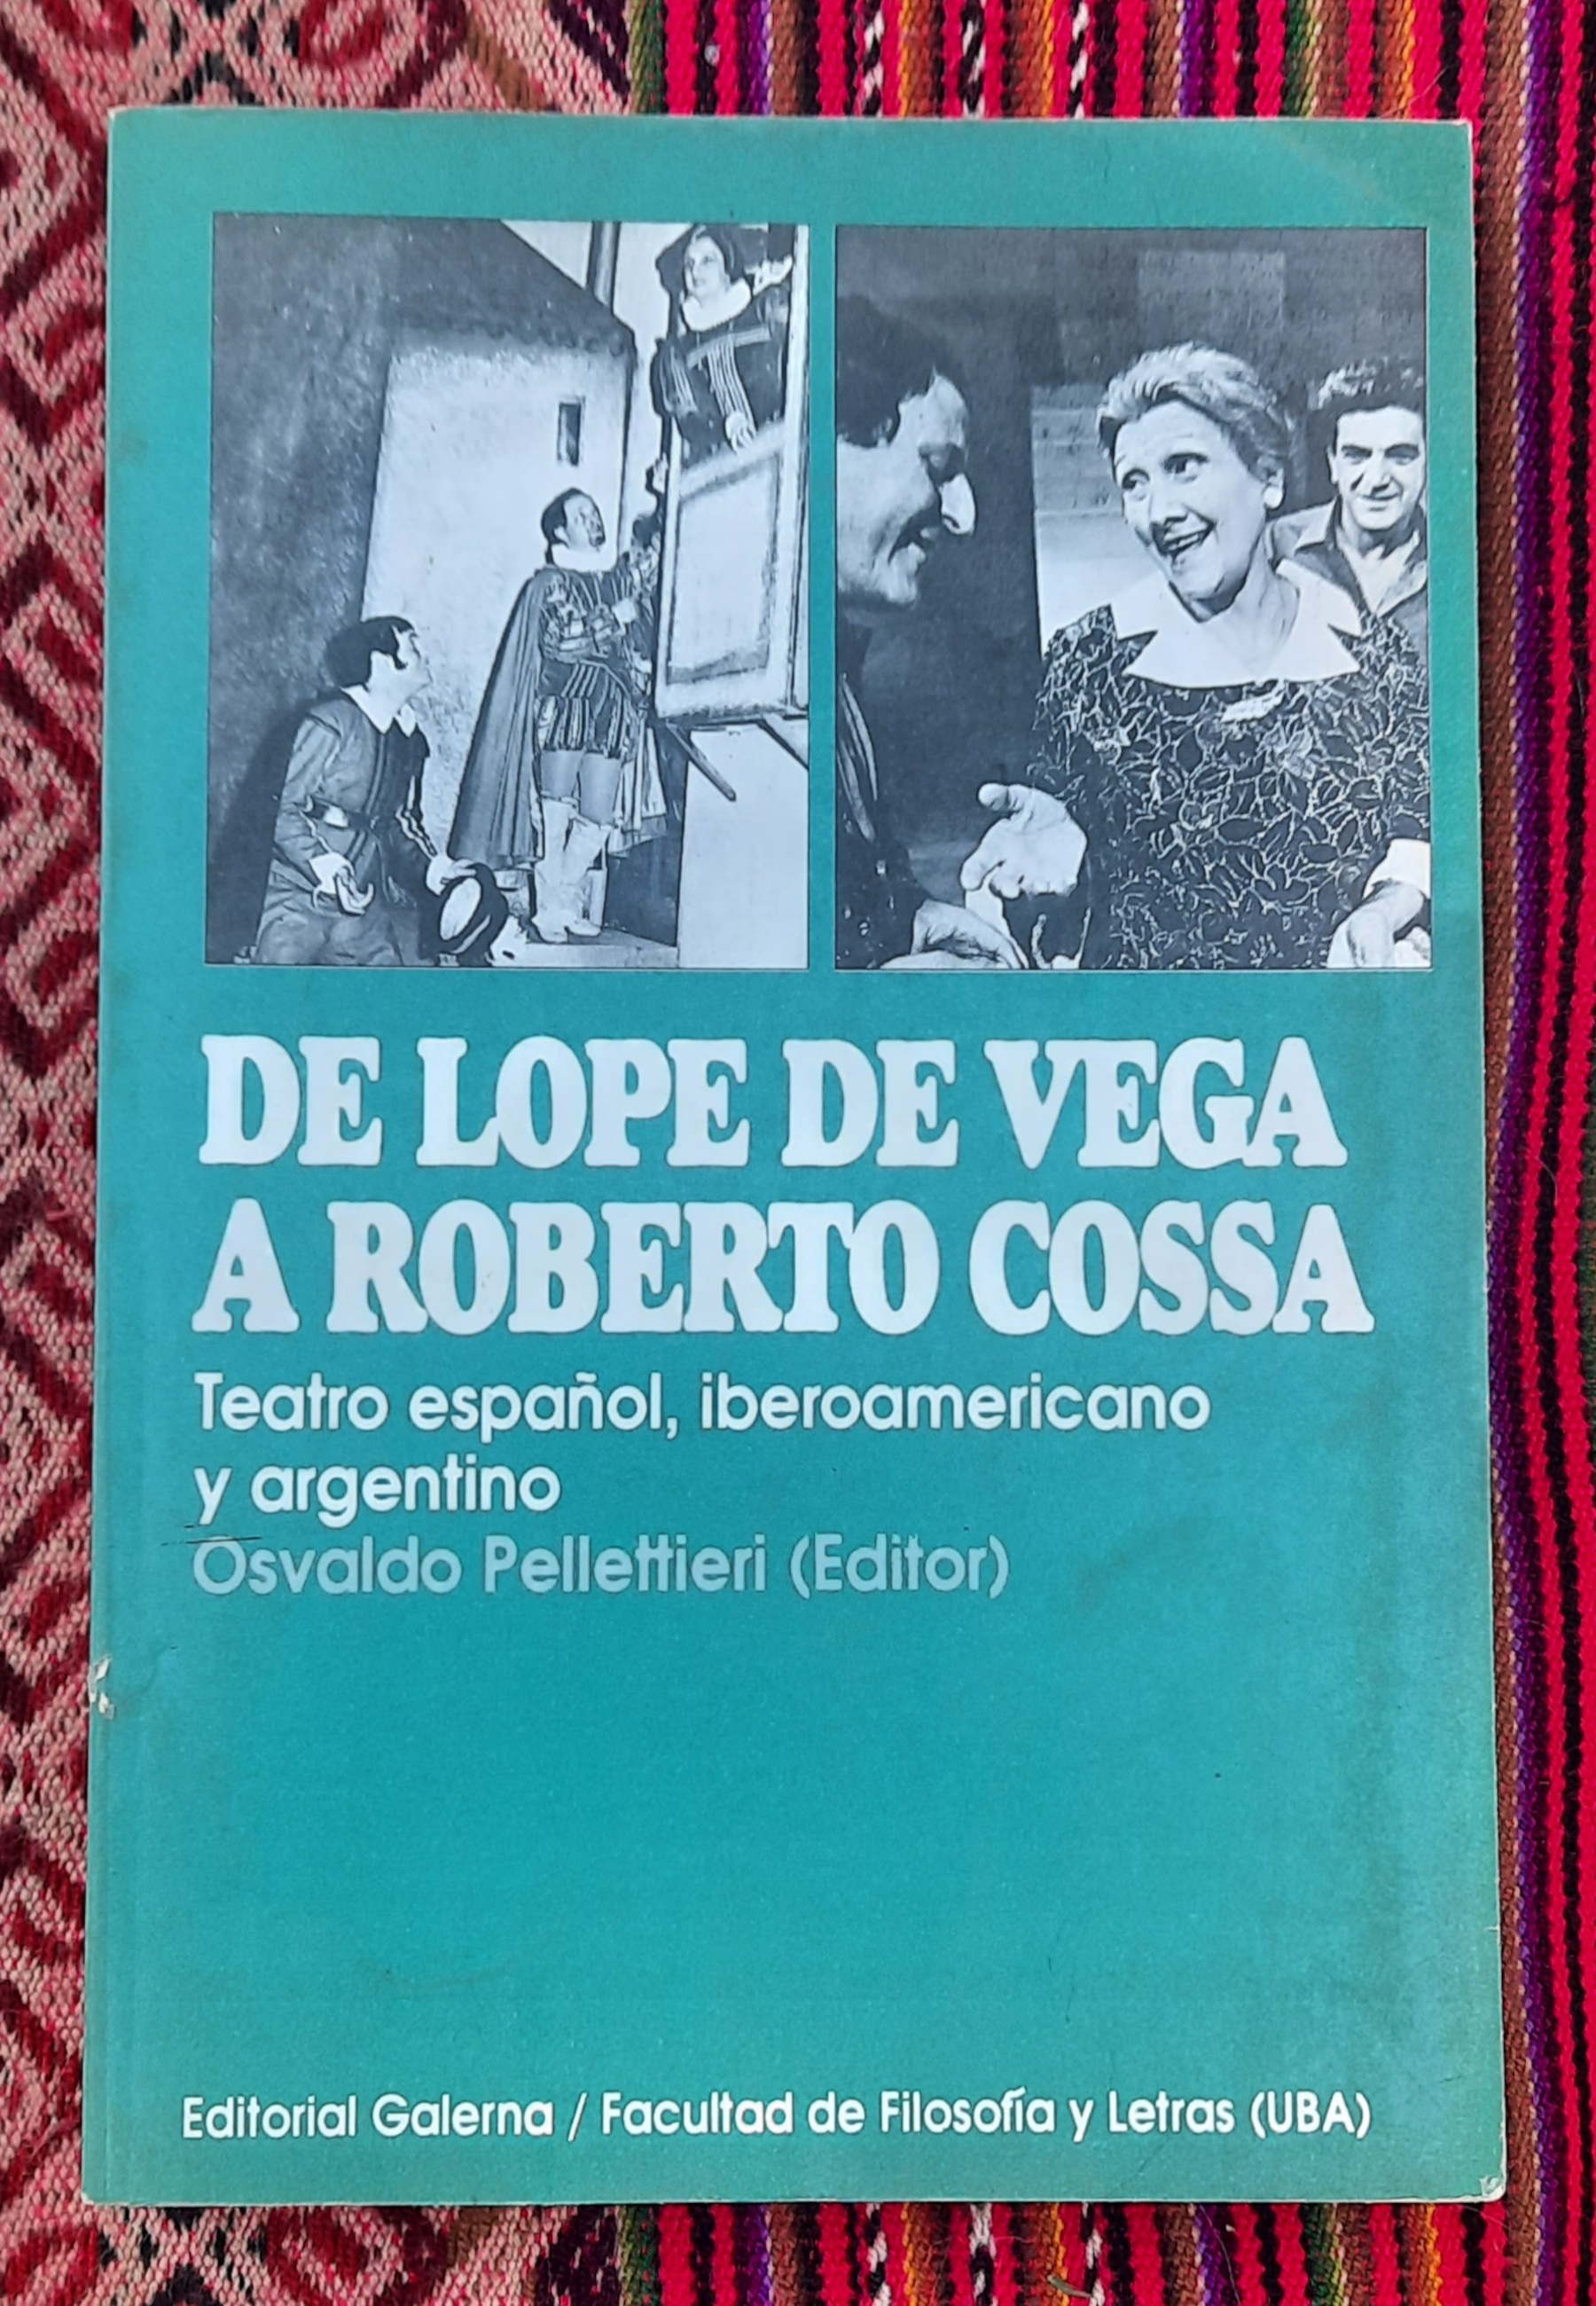 DE LOPE DE VEGA
A ROBERTO COSSA
Teatro español, iberoamericano
y argentino
Osvaldo Pellettieri (Editor)
Editorial Galerna / Facultad de Filosofía y Letras (UBA)